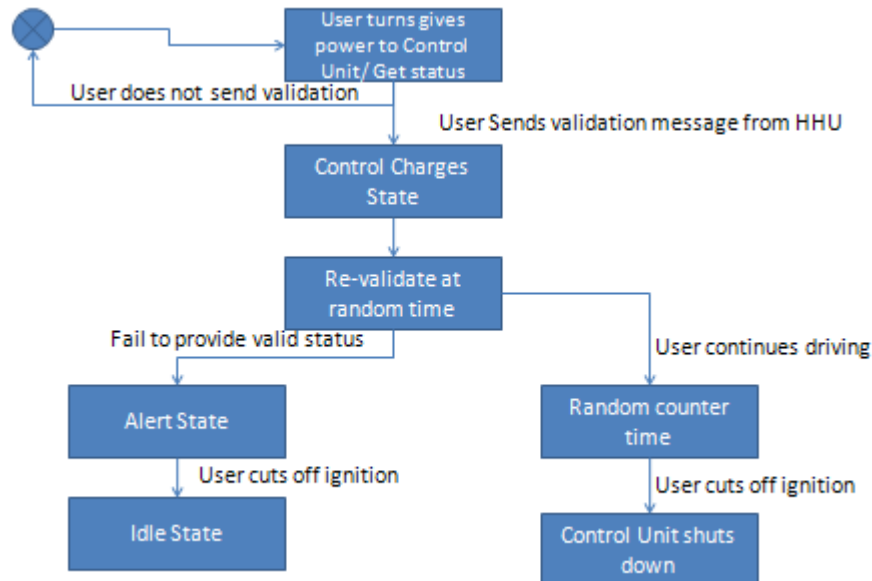 User turns gives
power to Control
Unit/ Get status
User does not send validation
User Sends validation message from HHU
Control Charges
State
Re-validate at
random time
Fail to provide valid status
User continues driving
Alert State
Random counter
time
User cuts off ignition
User cuts off ignition
Idle State
Control Unit shuts
down